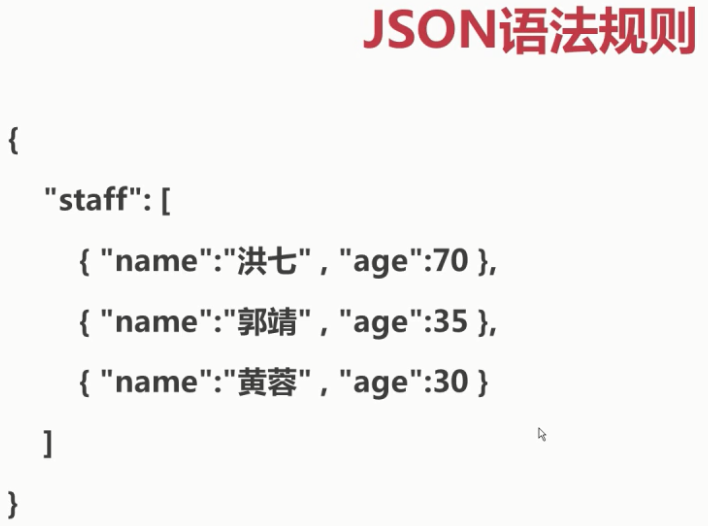 JSON语法规则
{
"staff": [
{ "name":"洪七" , "age":70 },
{ "name":"郭靖" , "age":35 },
{ "name":"黄蓉" , "age":30 }
]
}